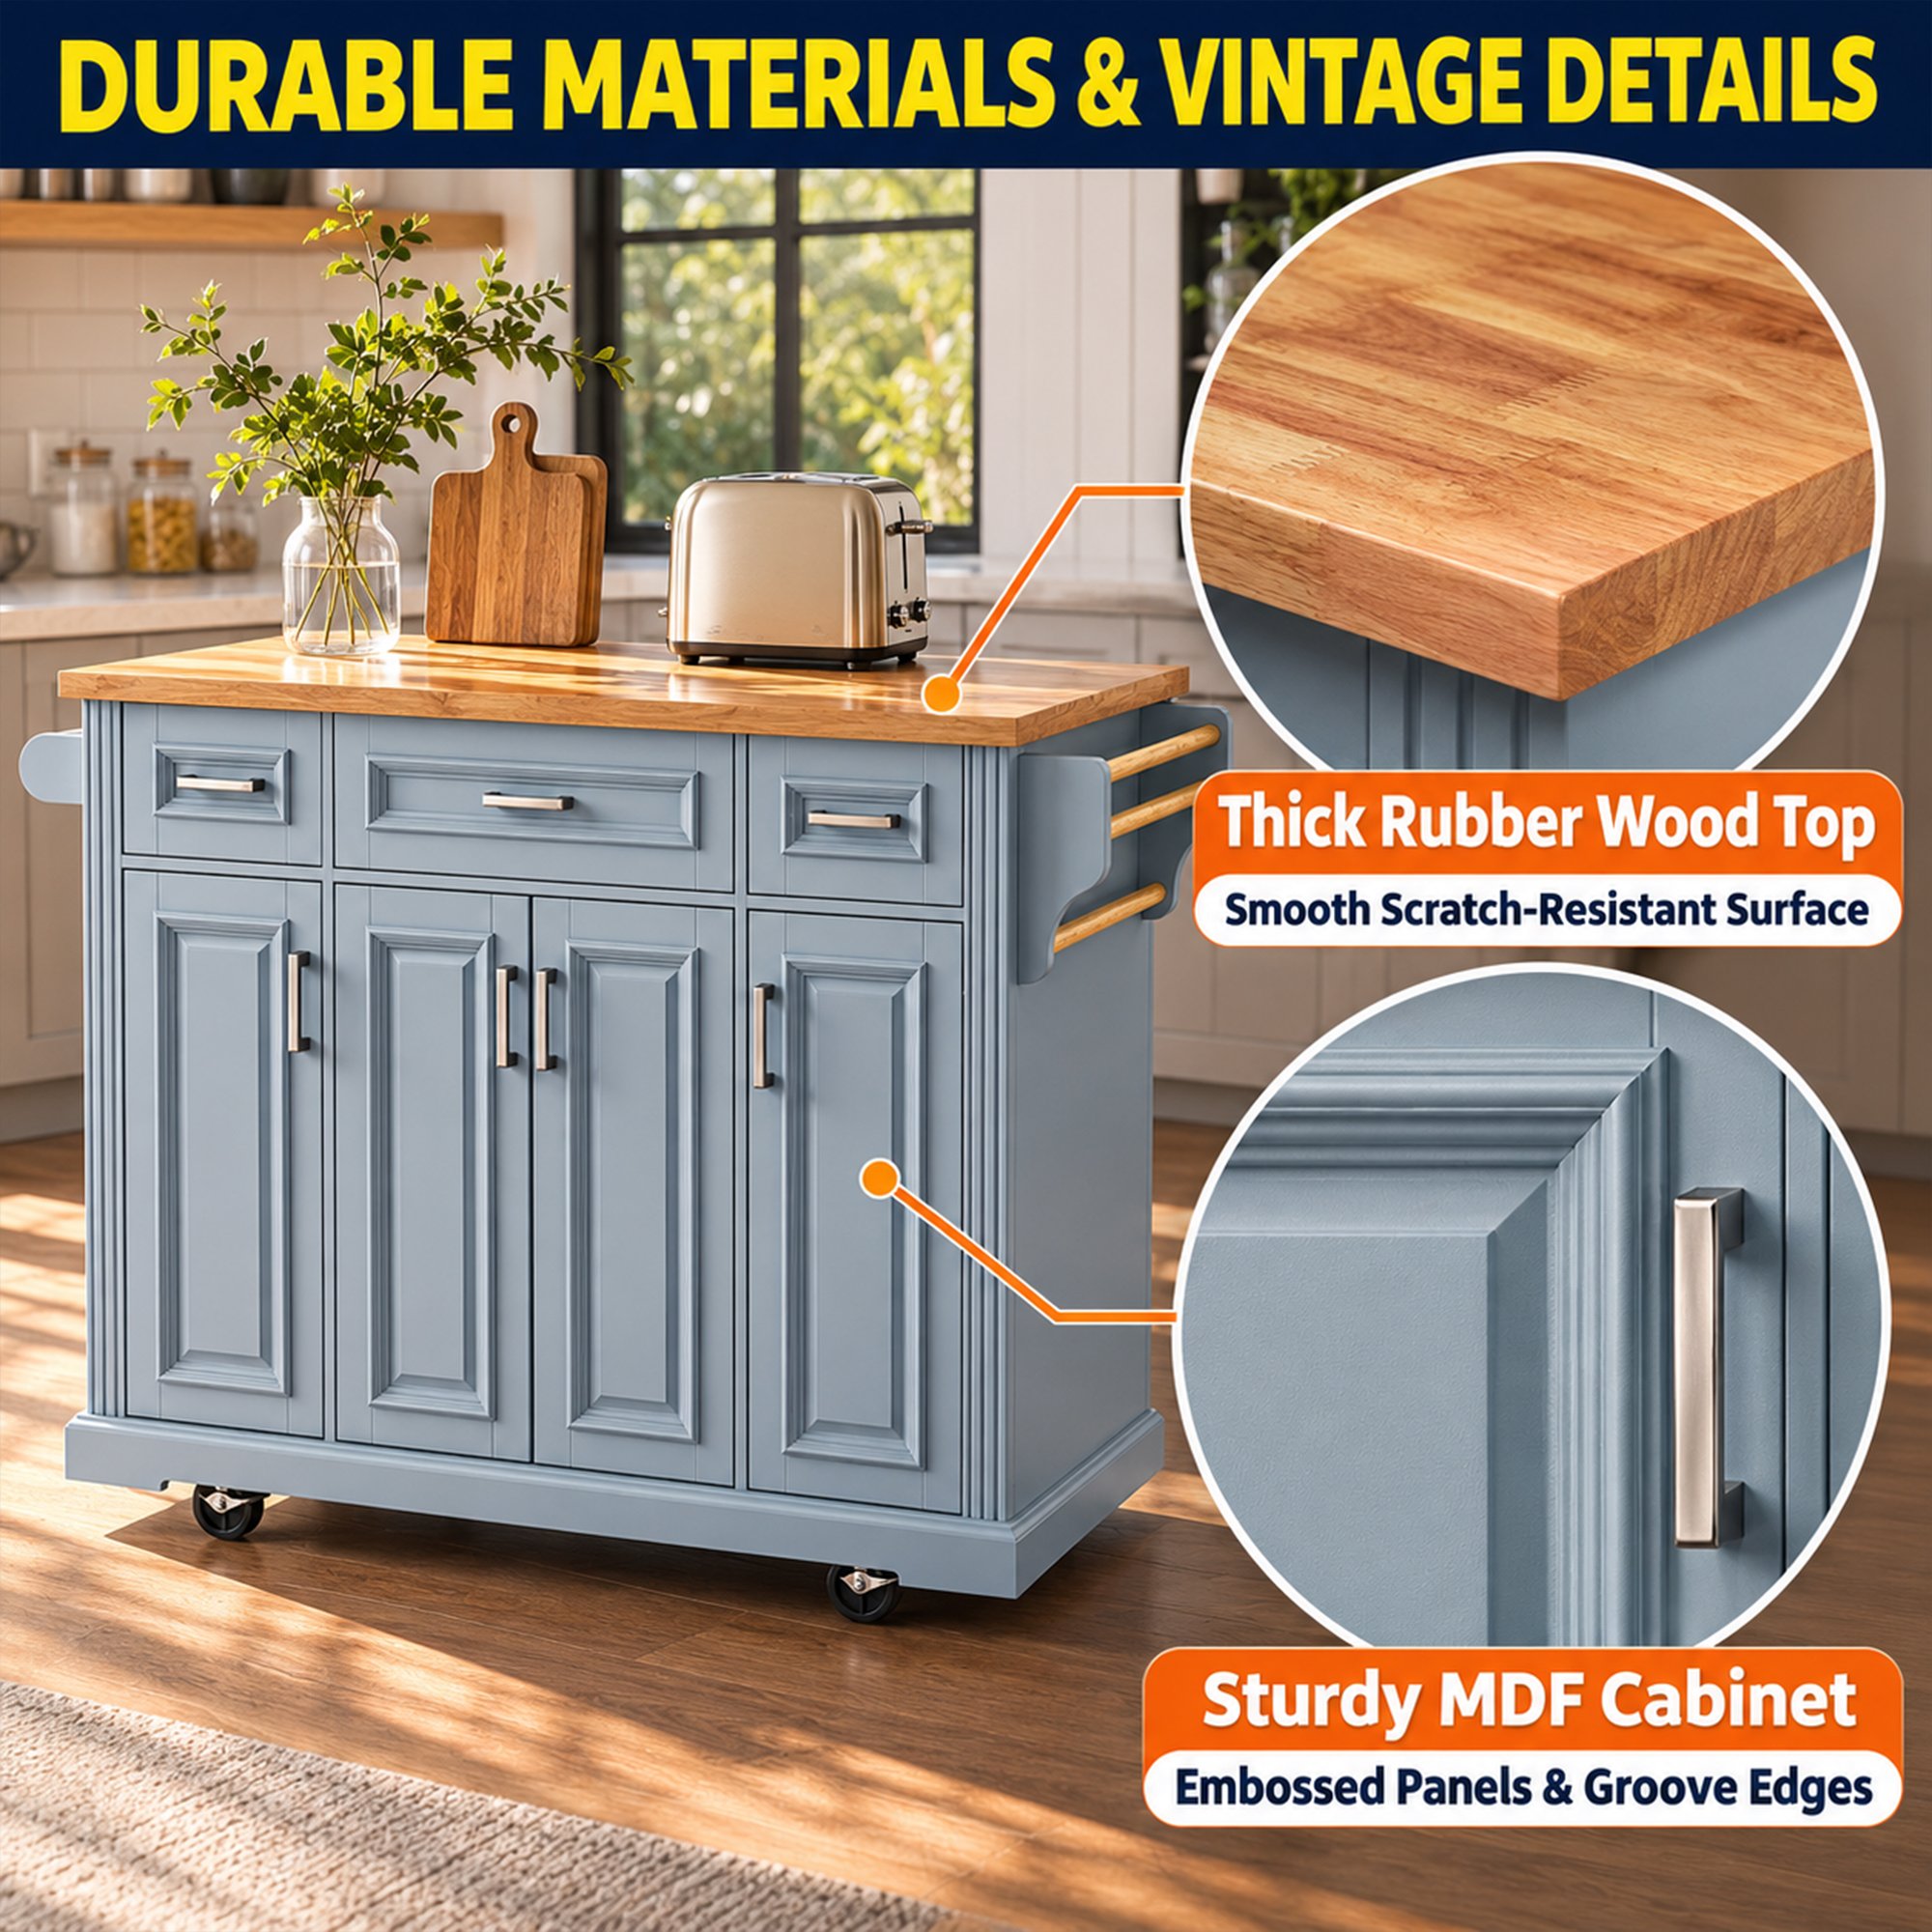 DURABLE MATERIALS & VINTAGE DETAILS
Thick Rubber Wood Top
Smooth Scratch-Resistant Surface
Sturdy MDF Cabinet
Embossed Panels & Groove Edges